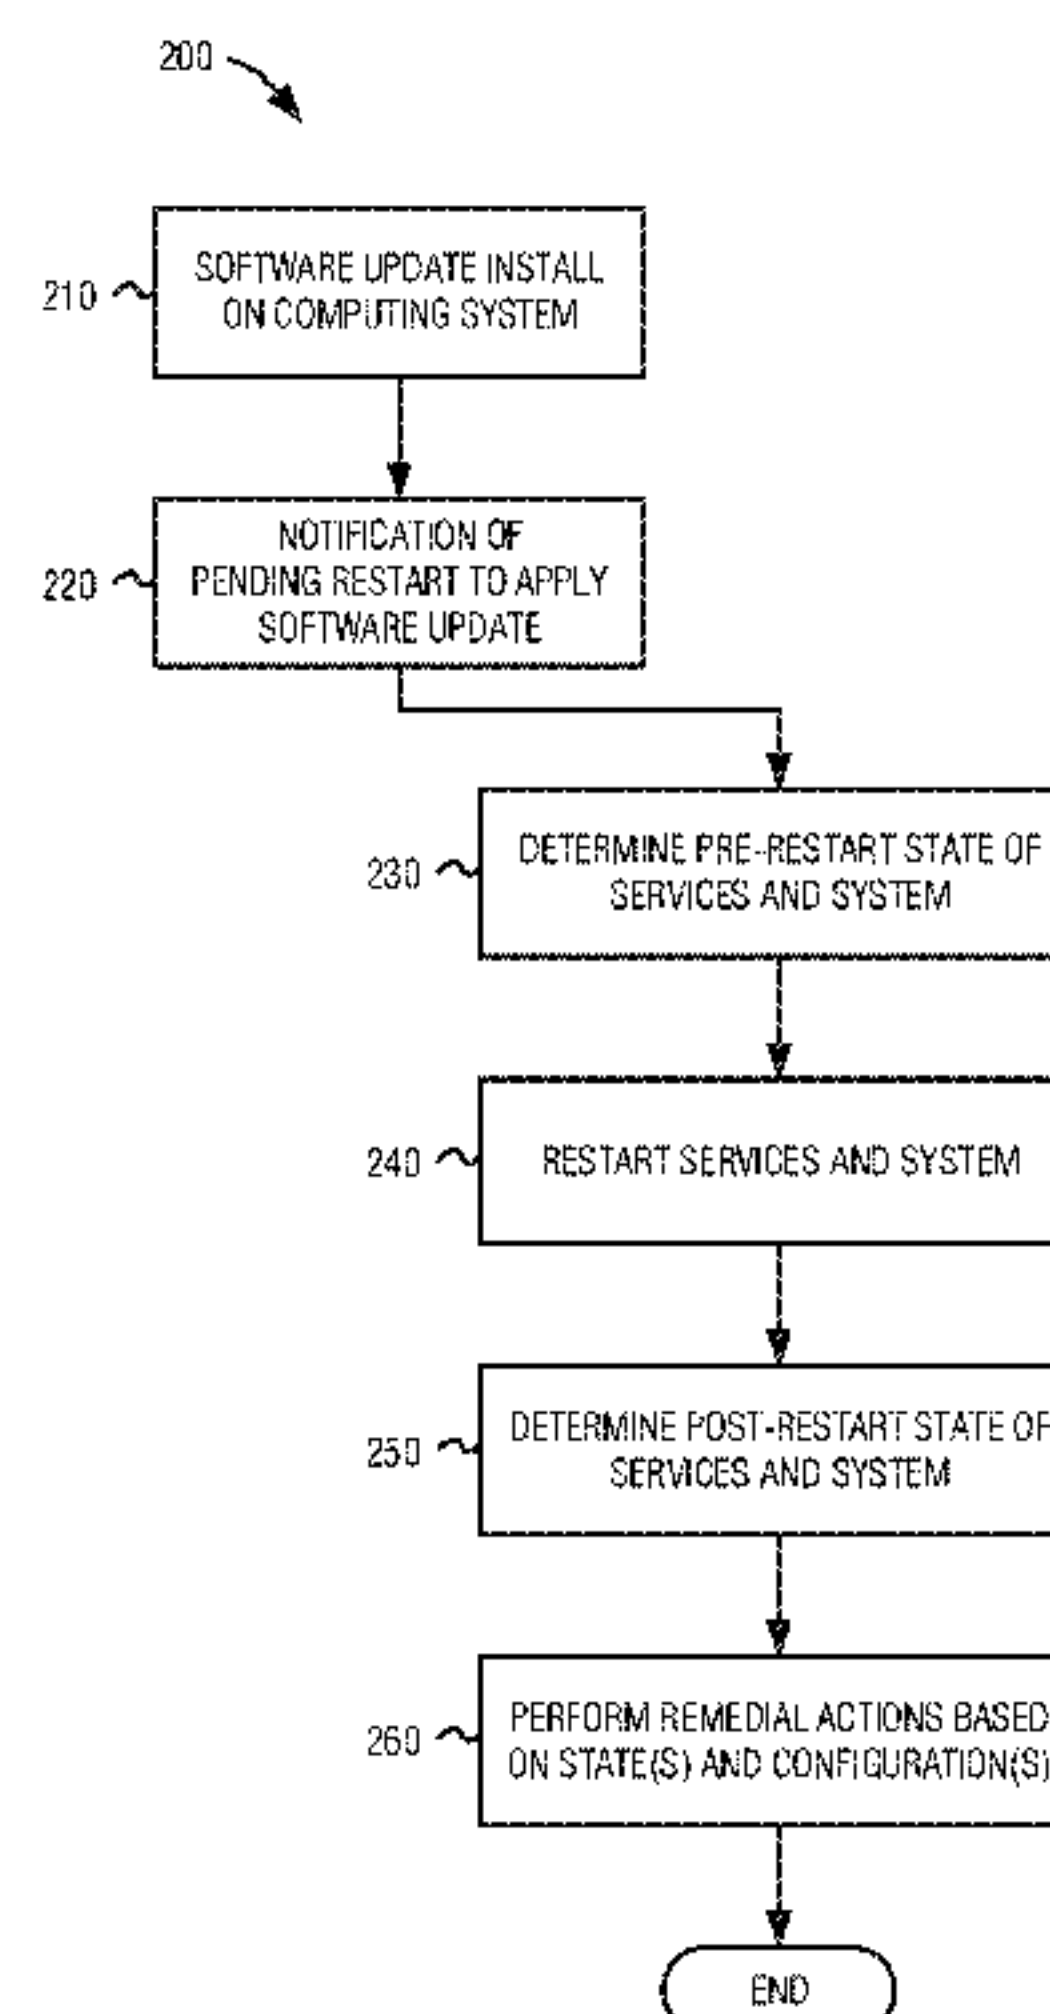 200
210
SOFTWARE UPDATE INSTALL
ON COMPUTING SYSTEM
220
NOTIFICATION OF
PENDING RESTART TO APPLY
SOFTWARE UPDATE
230
DETERMINE PRE-RESTART STATE OF
SERVICES AND SYSTEM
240
RESTART SERVICES AND SYSTEM
250
DETERMINE POST-RESTART STATE OF
SERVICES AND SYSTEM
260
PERFORM REMEDIAL ACTIONS BASED
ON STATE(S) AND CONFIGURATION(S)
END